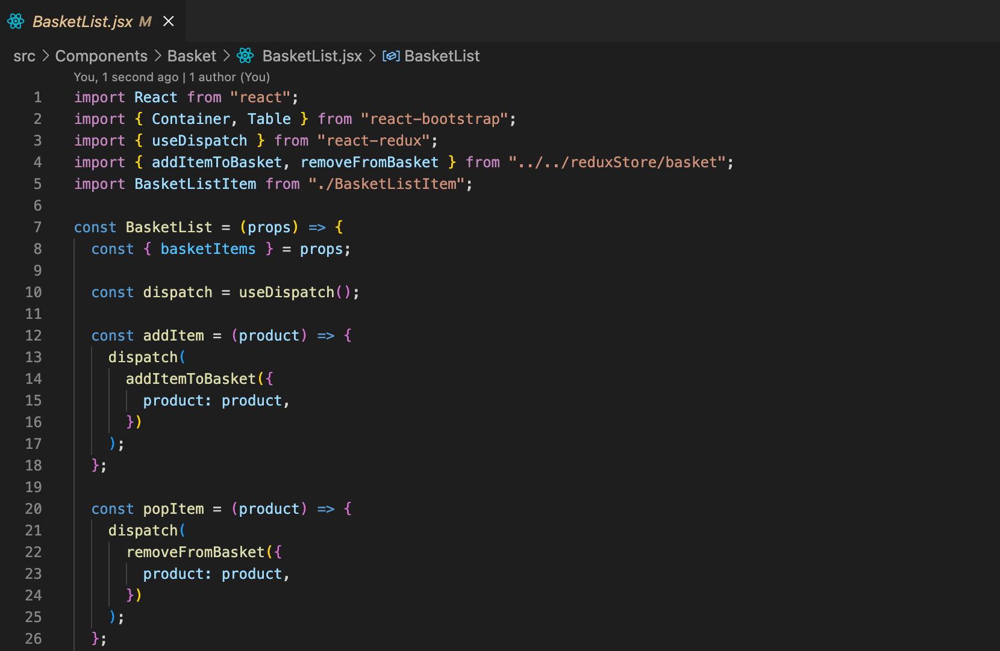 BasketList.jsx M
src > Components > Basket > BasketList.jsx > BasketList
You, 1 second ago | 1 author (You)
1 import React from "react";
2 import { Container, Table } from "react-bootstrap";
3 import { useDispatch } from "react-redux";
4 import { addItemToBasket, removeFromBasket } from "../../reduxStore/basket";
5 import BasketListItem from "./BasketListItem";
6
7 const BasketList = (props) => {
8   const { basketItems } = props;
9
10   const dispatch = useDispatch();
11
12   const addItem = (product) => {
13     dispatch(
14       addItemToBasket({
15         product: product,
16       })
17     );
18   };
19
20   const popItem = (product) => {
21     dispatch(
22       removeFromBasket({
23         product: product,
24       })
25     );
26   };